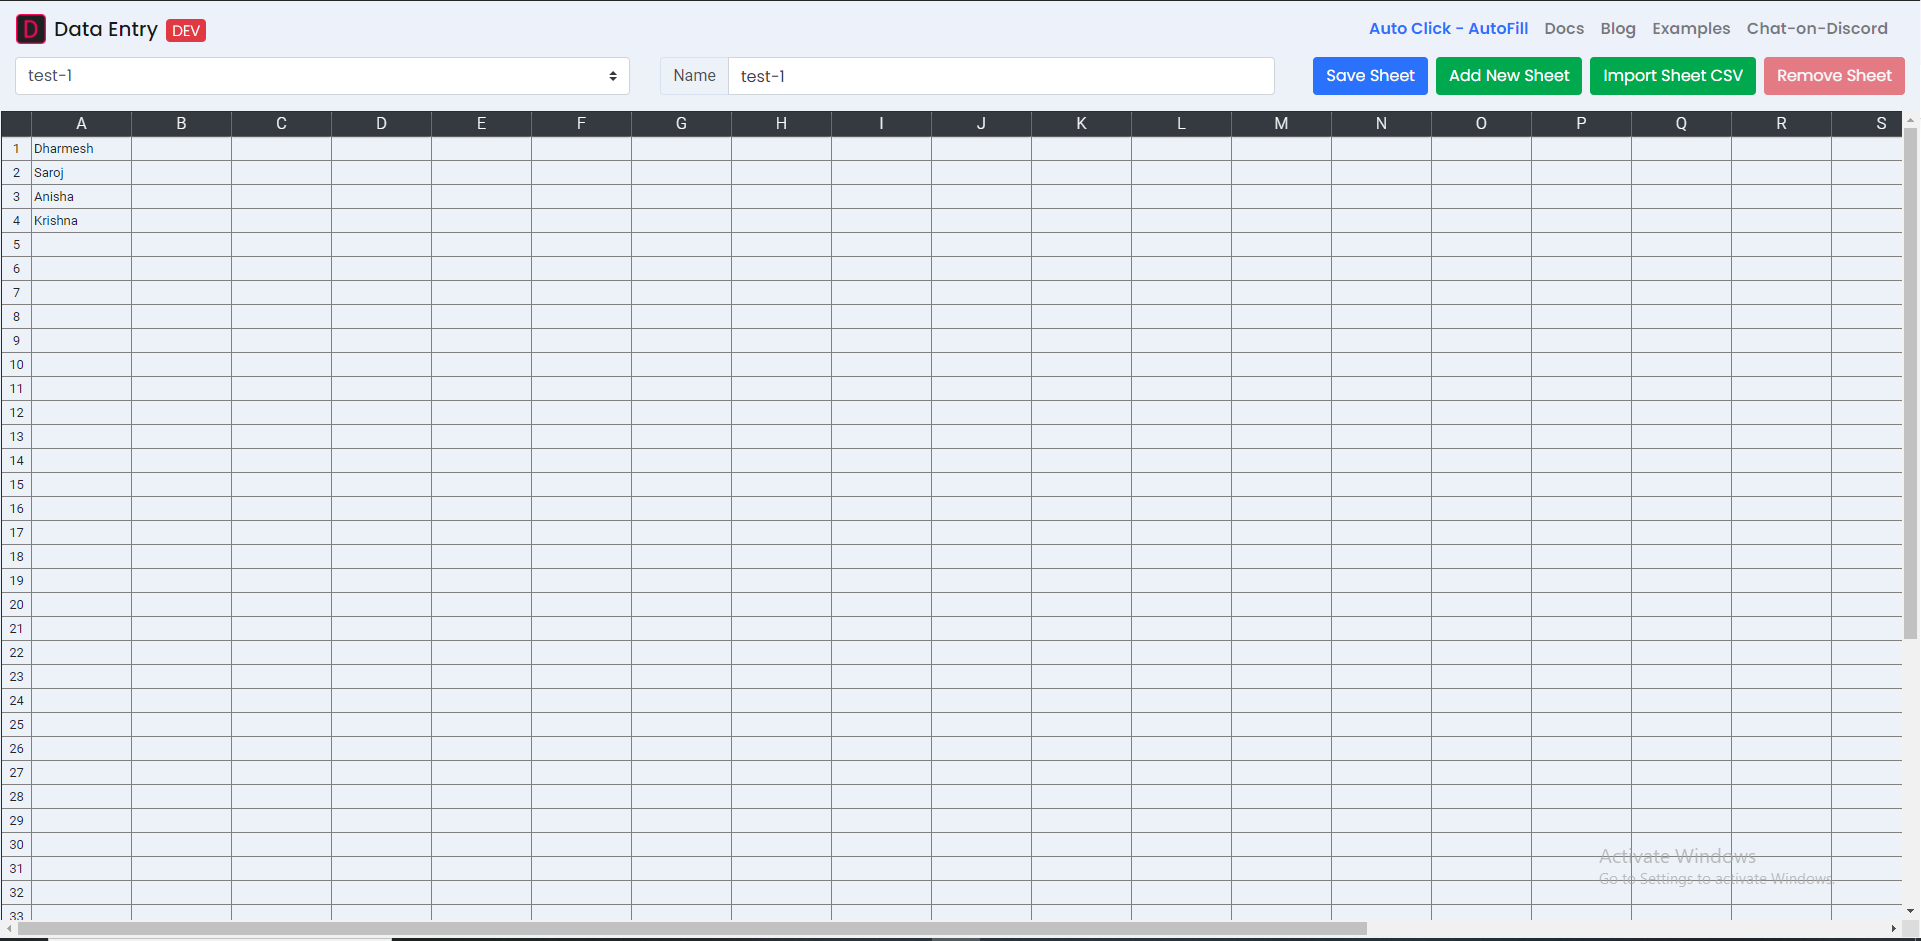 D Data Entry DEV
Auto Click - AutoFill Docs Blog Examples Chat-on-Discord
test-1 Name test-1 Save Sheet Add New Sheet Import Sheet CSV Remove Sheet
A B C D E F G H I J K L M N O P Q R S
1 Dharmesh
2 Saroj
3 Anisha
4 Krishna
5
6
7
8
9
10
11
12
13
14
15
16
17
18
19
20
21
22
23
24
25
26
27
28
29
30
31
32
33
Activate Windows
Go to Settings to activate Windows.